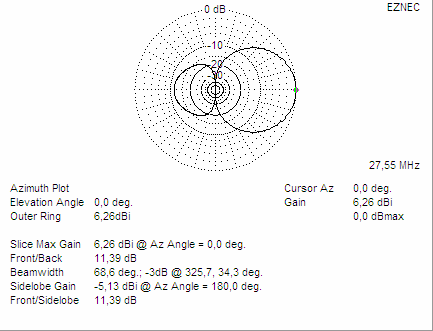 0 dB
EZNEC
-10
-20
-30
27,55 MHz
Azimuth Plot
Cursor Az 0,0 deg.
Elevation Angle 0,0 deg.
Gain 6,26 dBi
Outer Ring 6,26dBi
0,0 dBmax
Slice Max Gain 6,26 dBi @ Az Angle = 0,0 deg.
Front/Back 11,39 dB
Beamwidth 68,6 deg.; -3dB @ 325,7, 34,3 deg.
Sidelobe Gain -5,13 dBi @ Az Angle = 180,0 deg.
Front/Sidelobe 11,39 dB